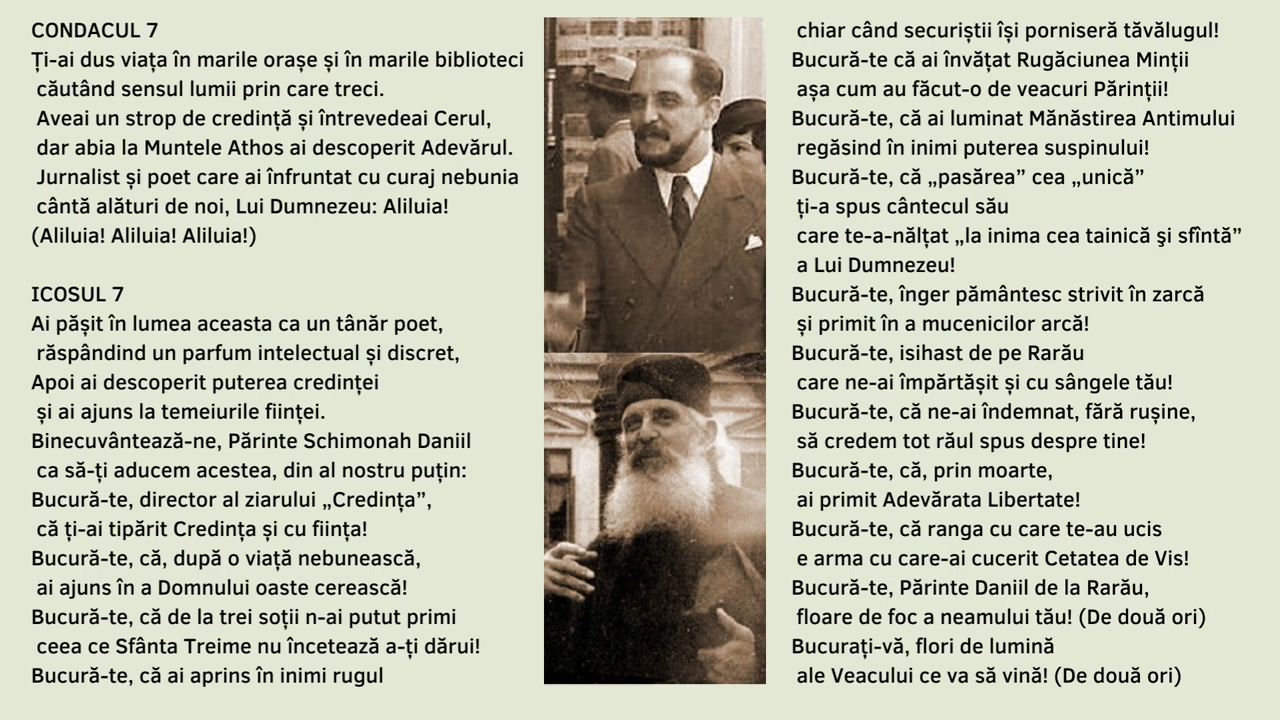 CONDACUL 7
Ți-ai dus viața în marile orașe și în marile biblioteci
căutând sensul lumii prin care treci.
Aveai un strop de credință și întrevedeai Cerul,
dar abia la Muntele Athos ai descoperit Adevărul.
Jurnalist și poet care ai înfruntat cu curaj nebunia
cântă alături de noi, Lui Dumnezeu: Aliluia!
(Aliluia! Aliluia! Aliluia!)
ICOSUL 7
Ai pășit în lumea aceasta ca un tânăr poet,
răspândind un parfum intelectual și discret,
Apoi ai descoperit puterea credinței
și ai ajuns la temeiurile ființei.
Binecuvântează-ne, Părinte Schimonah Daniil
ca să-ți aducem acestea, din al nostru puțin:
Bucură-te, director al ziarului „Credința”,
că ți-ai tipărit Credința și cu ființa!
Bucură-te, că, după o viață nebunească,
ai ajuns în a Domnului oaste cerească!
Bucură-te, că de la trei soții n-ai putut primi
ceea ce Sfânta Treime nu încetează a-ți dărui!
Bucură-te, că ai aprins în inimi rugul
chiar când securiștii își porniseră tăvălugul!
Bucură-te că ai învățat Rugăciunea Minții
așa cum au făcut-o de veacuri Părinții!
Bucură-te, că ai luminat Mănăstirea Antimului
regăsind în inimi puterea suspinului!
Bucură-te, că „pasărea” cea „unică”
ți-a spus cântecul său
care te-a-nălțat „la inima cea tainică şi sfîntă”
a Lui Dumnezeu!
Bucură-te, înger pământesc strivit în zarcă
și primit în a mucenicilor arcă!
Bucură-te, isihast de pe Rarău
care ne-ai împărtășit și cu sângele tău!
Bucură-te, că ne-ai îndemnat, fără rușine,
să credem tot răul spus despre tine!
Bucură-te, că, prin moarte,
ai primit Adevărata Libertate!
Bucură-te, că ranga cu care te-au ucis
e arma cu care-ai cucerit Cetatea de Vis!
Bucură-te, Părinte Daniil de la Rarău,
floare de foc a neamului tău! (De două ori)
Bucurați-vă, flori de lumină
ale Veacului ce va să vină! (De două ori)